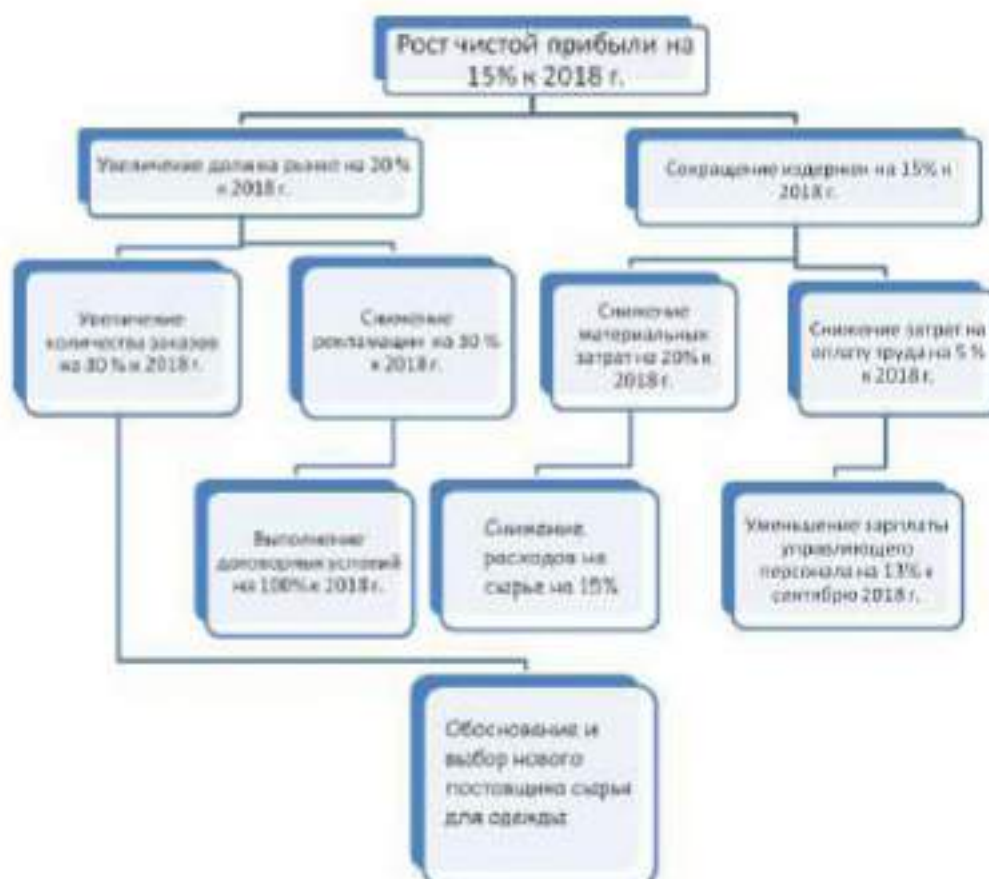 Рост чистой прибыли на
15% к 2018 г.
Увеличение рынка на 20 %
к 2018 г.
Сокращение издержек на 15% к
2018 г.
Увеличение
количества заказов
на 30 % к 2018 г.
Снижение
рекламаций на 30 %
к 2018 г.
Снижение
материальных
затрат на 20% к
2018 г.
Снижение затрат на
оплату труда на 5 %
к 2018 г.
Выполнение
договорных условий
на 100% к 2018 г.
Снижение
расходов на
сырье на 15%
Уменьшение зарплаты
управляющего
персонала на 13% к
сентябрю 2018 г.
Обоснование и
выбор нового
поставщика сырья
для одежды